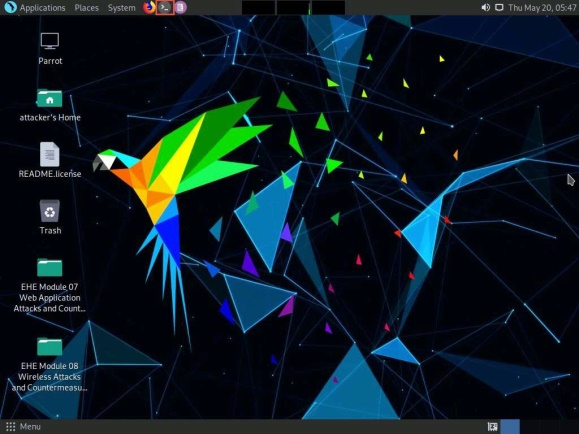 Applications Places System
Thu May 20, 05:47
Parrot
attacker's Home
README.license
Trash
EHE Module 07
Web Application
Attacks and Count...
EHE Module 08
Wireless Attacks
and Countermeasu...
Menu